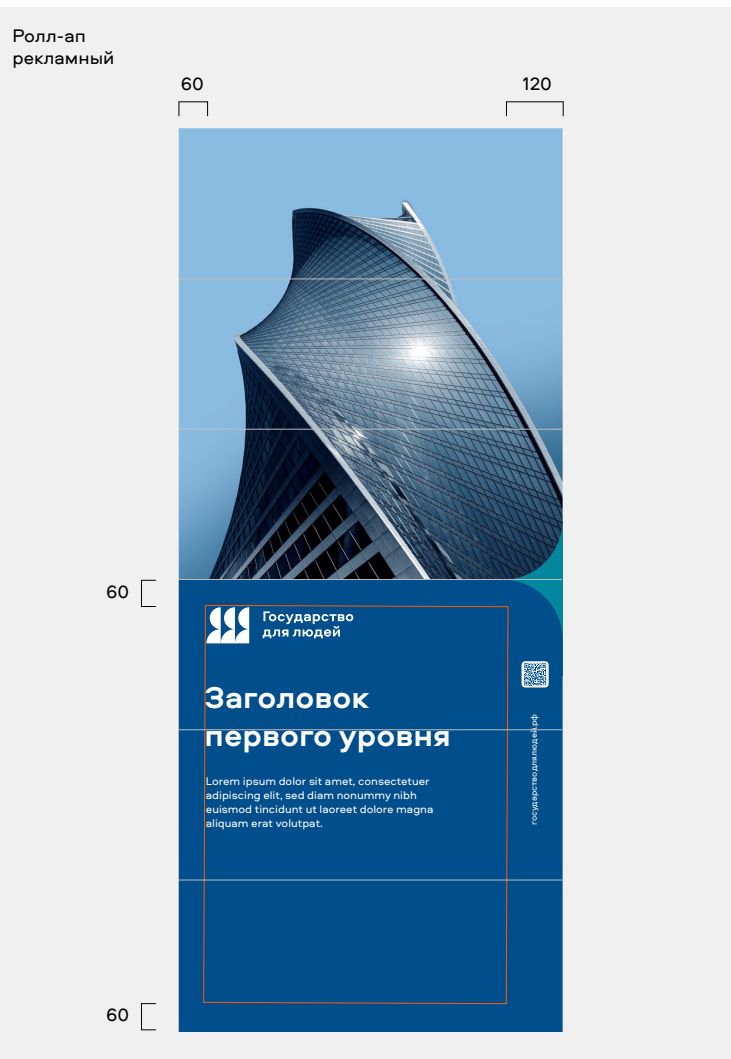 Ролл-ап
рекламный
60
120
60
Государство
для людей
Заголовок
первого уровня
Lorem ipsum dolor sit amet, consectetuer
adipiscing elit, sed diam nonummy nibh
euismod tincidunt ut laoreet dolore magna
aliquam erat volutpat.
государстводлялюдей.рф
60